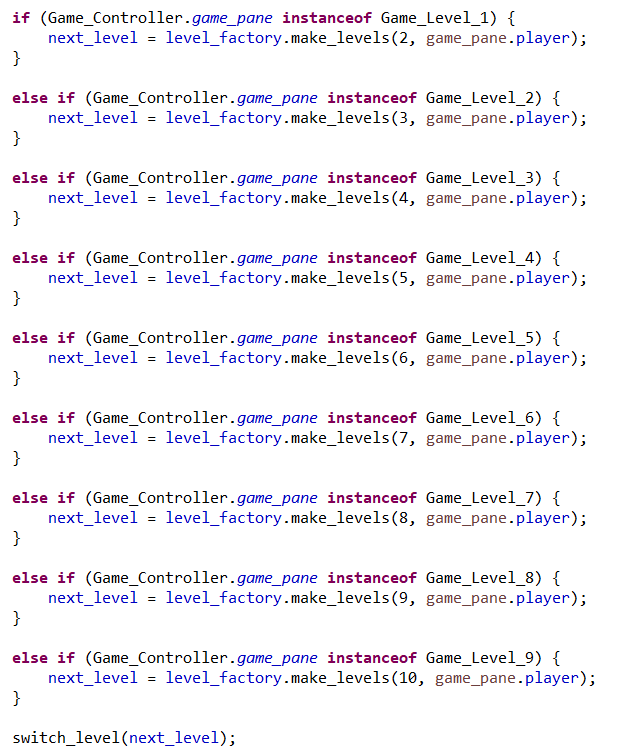 if (Game_Controller.game_pane instanceof Game_Level_1) {
    next_level = level_factory.make_levels(2, game_pane.player);
}

else if (Game_Controller.game_pane instanceof Game_Level_2) {
    next_level = level_factory.make_levels(3, game_pane.player);
}

else if (Game_Controller.game_pane instanceof Game_Level_3) {
    next_level = level_factory.make_levels(4, game_pane.player);
}

else if (Game_Controller.game_pane instanceof Game_Level_4) {
    next_level = level_factory.make_levels(5, game_pane.player);
}

else if (Game_Controller.game_pane instanceof Game_Level_5) {
    next_level = level_factory.make_levels(6, game_pane.player);
}

else if (Game_Controller.game_pane instanceof Game_Level_6) {
    next_level = level_factory.make_levels(7, game_pane.player);
}

else if (Game_Controller.game_pane instanceof Game_Level_7) {
    next_level = level_factory.make_levels(8, game_pane.player);
}

else if (Game_Controller.game_pane instanceof Game_Level_8) {
    next_level = level_factory.make_levels(9, game_pane.player);
}

else if (Game_Controller.game_pane instanceof Game_Level_9) {
    next_level = level_factory.make_levels(10, game_pane.player);
}

switch_level(next_level);